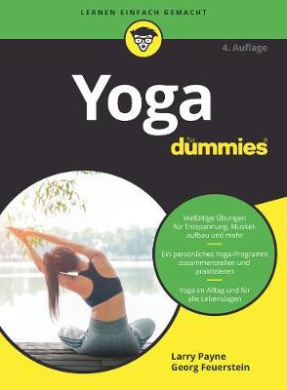 LERNEN EINFACH GEMACHT
4. Auflage
Yoga
für
dummies®
Vielfältige Übungen
für Entspannung, Muskel-
aufbau und mehr
Ein persönliches Yoga-Programm
zusammenstellen und
praktizieren
Yoga im Alltag und für
alle Lebenslagen
Larry Payne
Georg Feuerstein